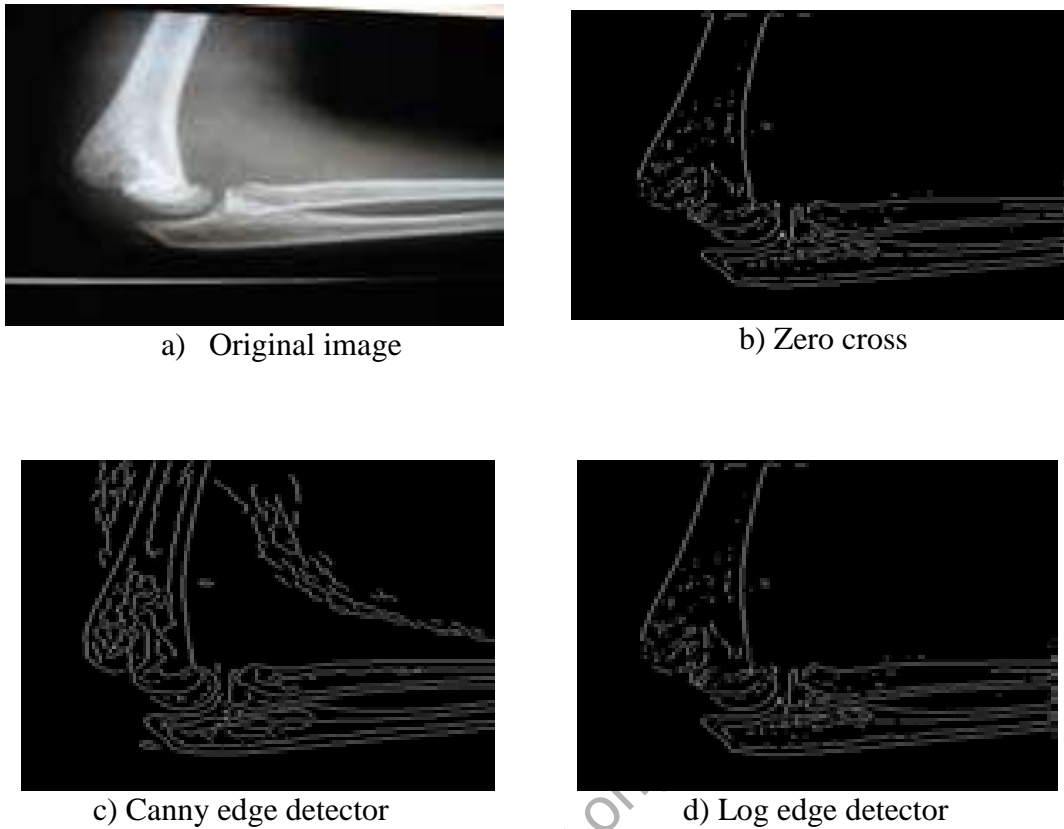 a) Original image
b) Zero cross
c) Canny edge detector
d) Log edge detector